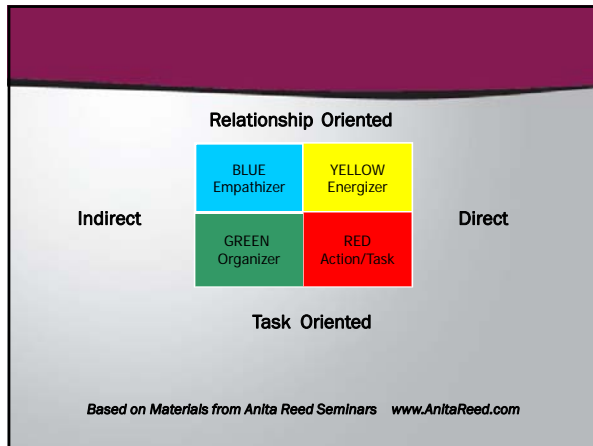 Relationship Oriented
BLUE
Empathizer
YELLOW
Energizer
Indirect
Direct
GREEN
Organizer
RED
Action/Task
Task Oriented
Based on Materials from Anita Reed Seminars www.AnitaReed.com